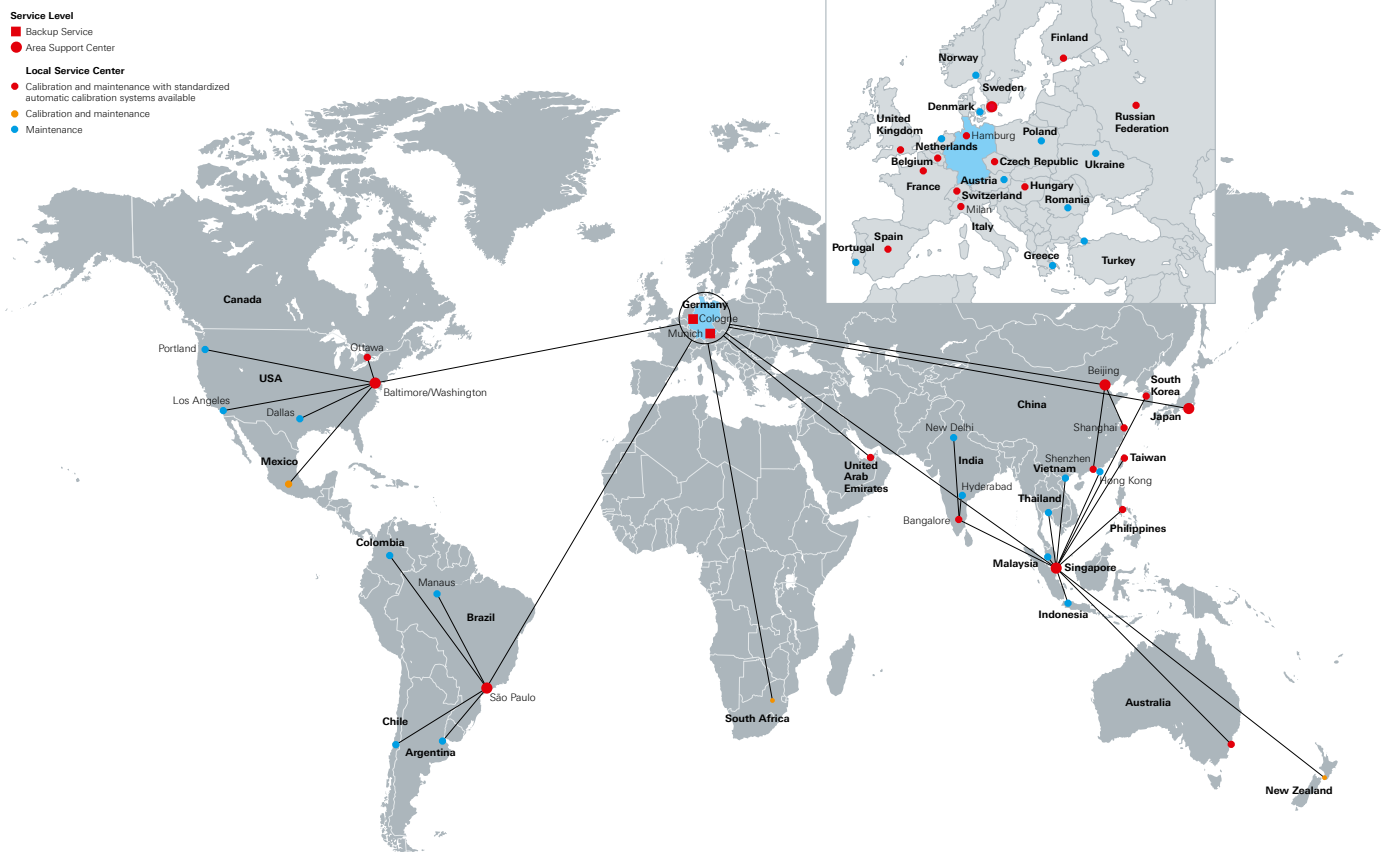 Service Level
Backup Service
Area Support Center
Local Service Center
Calibration and maintenance with standardized
automatic calibration systems available
Calibration and maintenance
Maintenance
Finland
Norway
Sweden
Denmark
Russian
Federation
United
Kingdom
Hamburg
Poland
Netherlands
Belgium
Czech Republic
Ukraine
France
Austria
Hungary
Switzerland
Romania
Milan
Italy
Spain
Portugal
Greece
Turkey
Canada
Germany
Cologne
Munich
Portland
Ottawa
USA
Baltimore/Washington
Los Angeles
Dallas
Mexico
Beijing
South
Korea
China
Japan
New Delhi
Shanghai
India
Shenzhen
Taiwan
Vietnam
Hong Kong
United
Arab
Emirates
Hyderabad
Thailand
Bangalore
Philippines
Malaysia
Singapore
Indonesia
Colombia
Manaus
Brazil
São Paulo
Chile
Argentina
South Africa
Australia
New Zealand